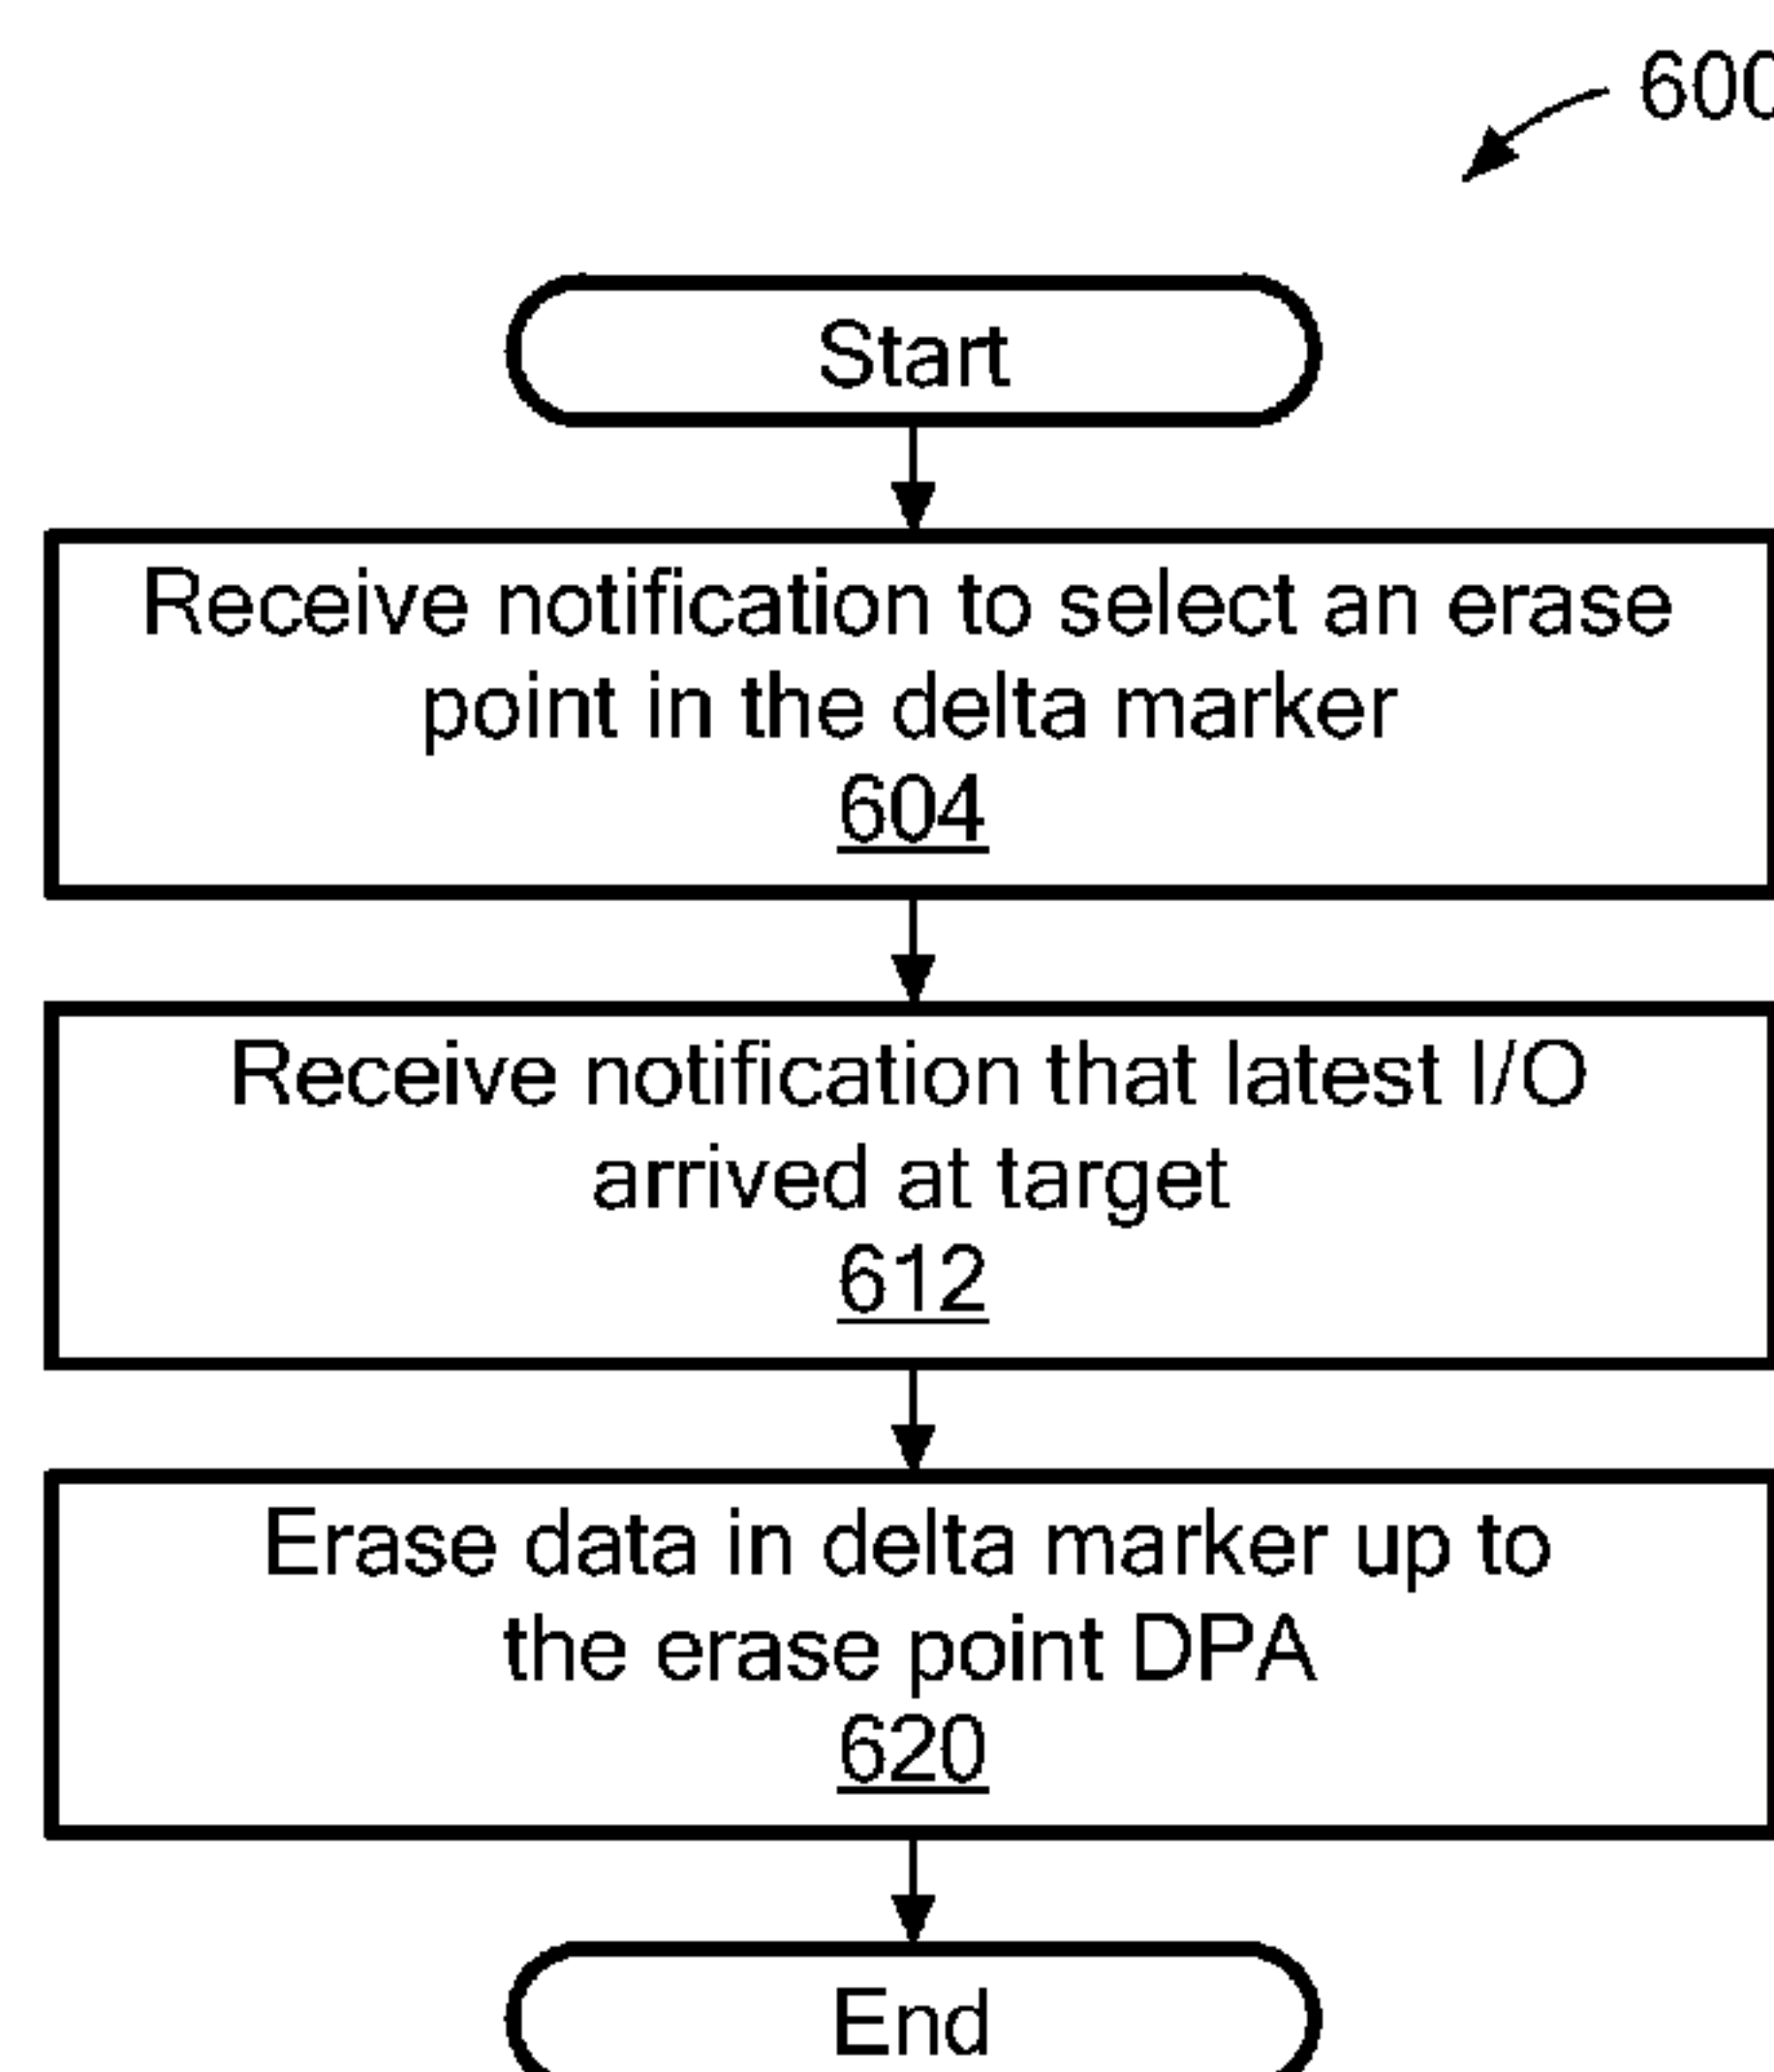 600
Start
Receive notification to select an erase
point in the delta marker
604
Receive notification that latest I/O
arrived at target
612
Erase data in delta marker up to
the erase point DPA
620
End